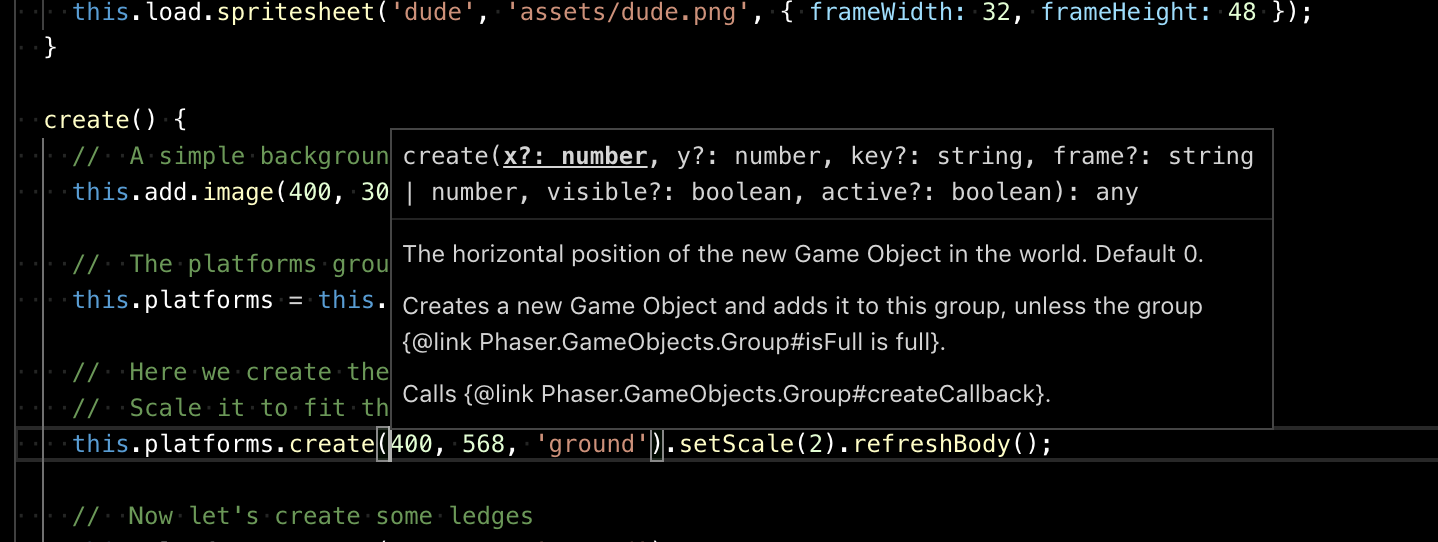 this.load.spritesheet('dude', 'assets/dude.png', { frameWidth: 32, frameHeight: 48 });
}
create() {
//  A simple backgroun
this.add.image(400, 30
//  The platforms grou
this.platforms = this.
//  Here we create the
//  Scale it to fit th
create(x?: number, y?: number, key?: string, frame?: string
| number, visible?: boolean, active?: boolean): any
The horizontal position of the new Game Object in the world. Default 0.
Creates a new Game Object and adds it to this group, unless the group
{@link Phaser.GameObjects.Group#isFull is full}.
Calls {@link Phaser.GameObjects.Group#createCallback}.
this.platforms.create(400, 568, 'ground').setScale(2).refreshBody();
//  Now let's create some ledges